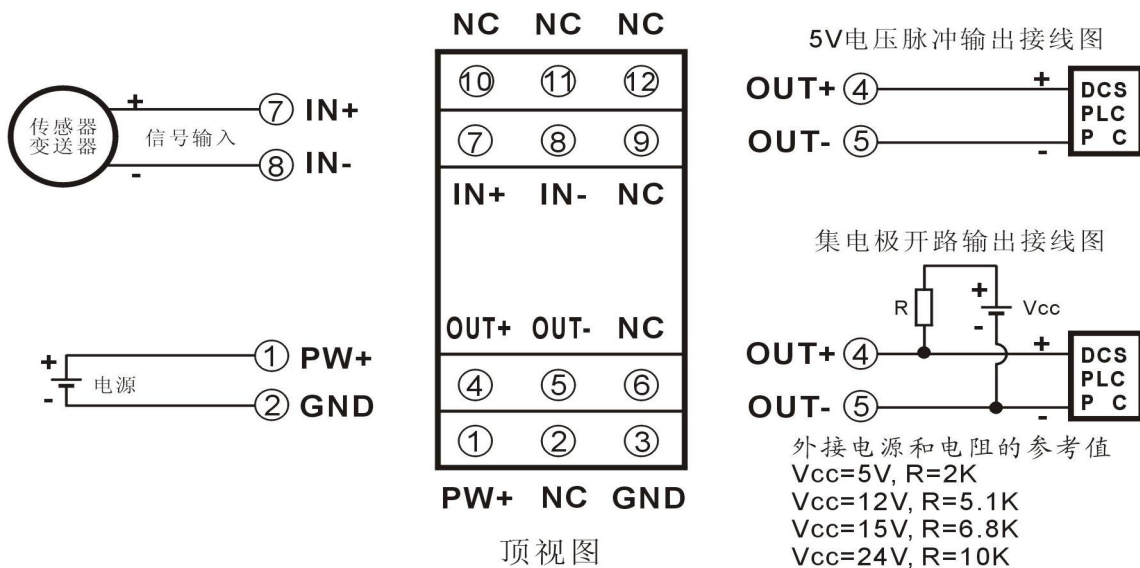 传感器
变送器
+
信号输入
-
⑦ IN+
⑧ IN-
+
电源
-
① PW+
② GND
NC NC NC
⑩ ⑪ ⑫
⑦ ⑧ ⑨
IN+ IN- NC
OUT+ OUT- NC
④ ⑤ ⑥
① ② ③
PW+ NC GND
顶视图
5V电压脉冲输出接线图
OUT+ ④ +
OUT- ⑤ -
DCS
PLC
P C
集电极开路输出接线图
R + Vcc
-
OUT+ ④ +
OUT- ⑤ -
DCS
PLC
P C
外接电源和电阻的参考值
Vcc=5V, R=2K
Vcc=12V, R=5.1K
Vcc=15V, R=6.8K
Vcc=24V, R=10K